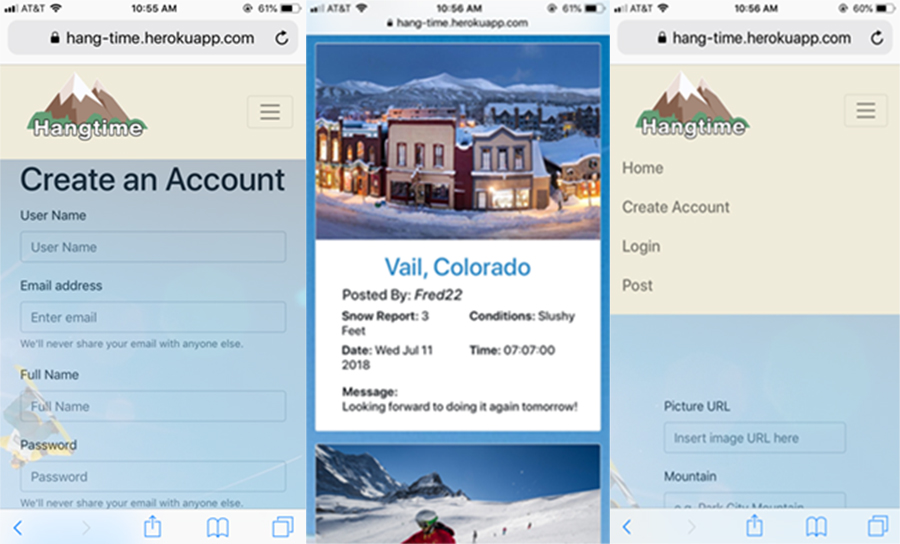 AT&T 10:55 AM 61%
hang-time.herokuapp.com
Hangtime
Create an Account
User Name
User Name
Email address
Enter email
We'll never share your email with anyone else.
Full Name
Full Name
Password
Password
We'll never share your password with anyone else.
AT&T 10:56 AM 61%
hang-time.herokuapp.com
Vail, Colorado
Posted By: Fred22
Snow Report: 3 Feet
Conditions: Slushy
Date: Wed Jul 11 2018
Time: 07:07:00
Message:
Looking forward to doing it again tomorrow!
AT&T 10:56 AM 60%
hang-time.herokuapp.com
Hangtime
Home
Create Account
Login
Post
Picture URL
Insert image URL here
Mountain
e.g. Park City Mountain